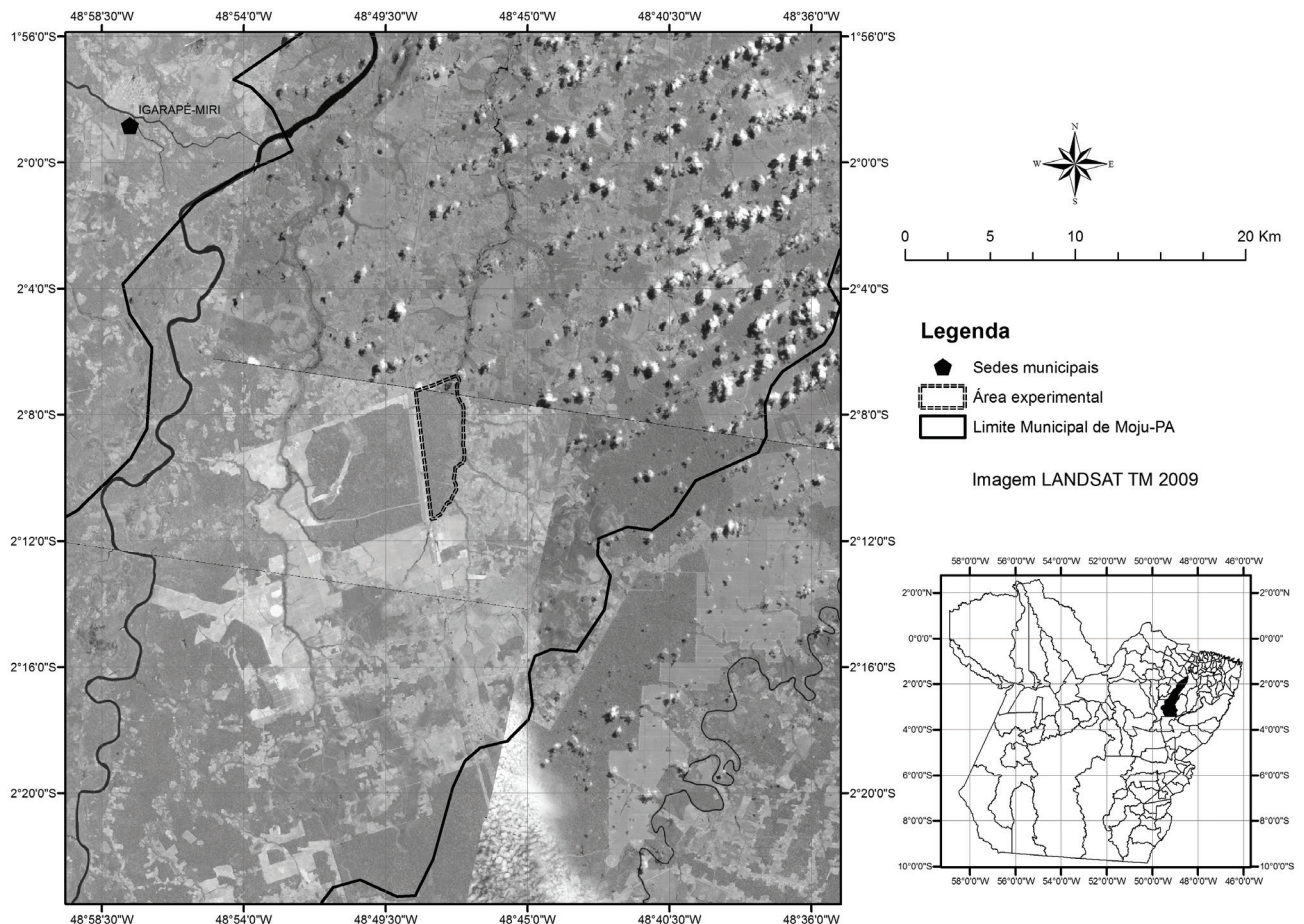 48°58'30"W 48°54'0"W 48°49'30"W 48°45'0"W 48°40'30"W 48°36'0"W
1°56'0"S 1°56'0"S
IGARAPÉ-MIRI
2°0'0"S 2°0'0"S
2°4'0"S 2°4'0"S
2°8'0"S 2°8'0"S
2°12'0"S 2°12'0"S
2°16'0"S 2°16'0"S
2°20'0"S 2°20'0"S
48°58'30"W 48°54'0"W 48°49'30"W 48°45'0"W 48°40'30"W 48°36'0"W
N
W E
S
0 5 10 20 Km
Legenda
Sedes municipais
Área experimental
Limite Municipal de Moju-PA
Imagem LANDSAT TM 2009
58°0'0"W 56°0'0"W 54°0'0"W 52°0'0"W 50°0'0"W 48°0'0"W 46°0'0"W
2°0'0"N 2°0'0"N
0°0'0" 0°0'0"
2°0'0"S 2°0'0"S
4°0'0"S 4°0'0"S
6°0'0"S 6°0'0"S
8°0'0"S 8°0'0"S
10°0'0"S 10°0'0"S
58°0'0"W 56°0'0"W 54°0'0"W 52°0'0"W 50°0'0"W 48°0'0"W 46°0'0"W